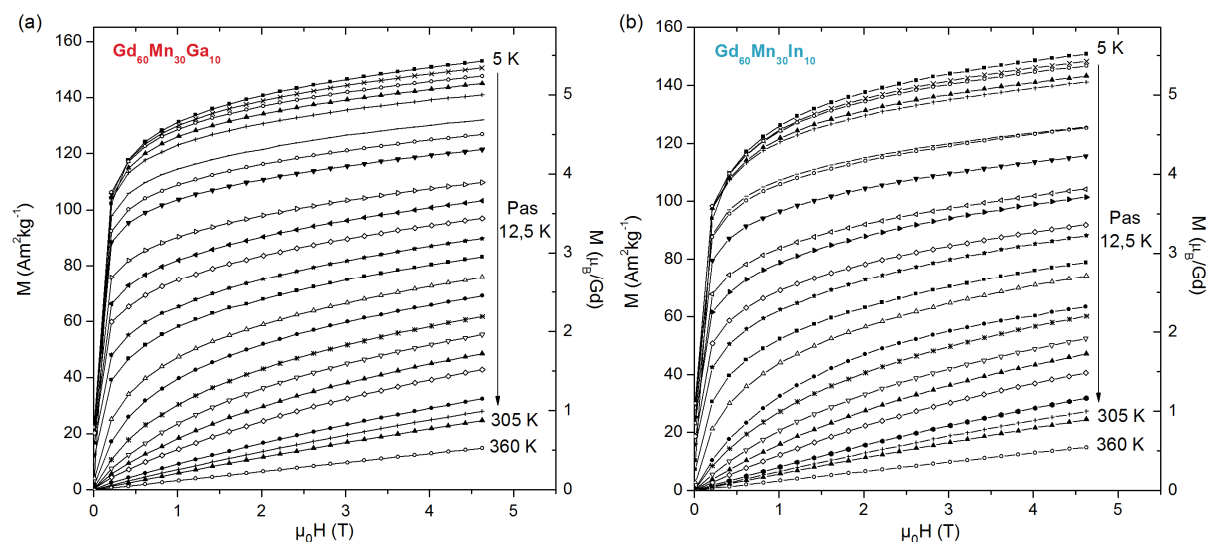 (a)
160
140
120
100
80
60
40
20
0
M (Am²kg⁻¹)
Gd₆₀Mn₃₀Ga₁₀
5 K
Pas
12,5 K
305 K
360 K
5
4
3
2
1
0
M (μ_B/Gd)
0 1 2 3 4 5
μ₀H (T)
(b)
160
140
120
100
80
60
40
20
0
M (Am²kg⁻¹)
Gd₆₀Mn₃₀In₁₀
5 K
Pas
12,5 K
305 K
360 K
5
4
3
2
1
0
M (μ_B/Gd)
0 1 2 3 4 5
μ₀H (T)